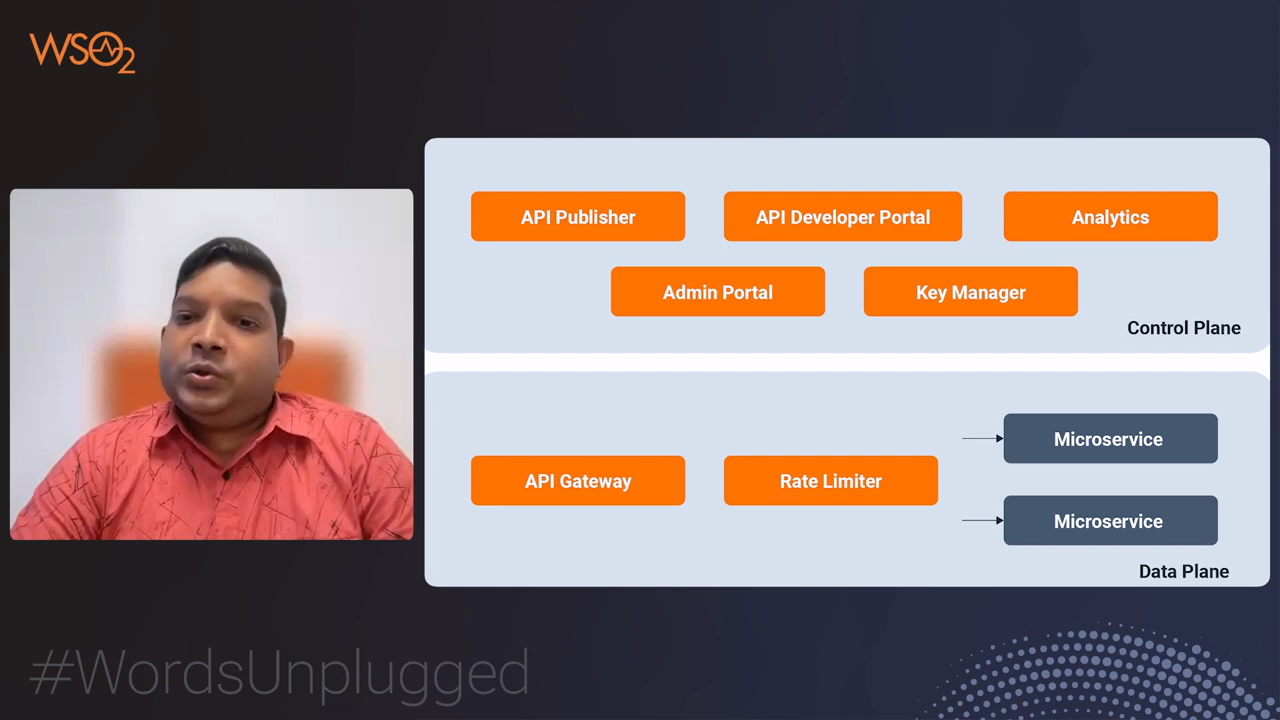 WSO2
API Publisher
API Developer Portal
Analytics
Admin Portal
Key Manager
Control Plane
API Gateway
Rate Limiter
Microservice
Microservice
Data Plane
#WordsUnplugged